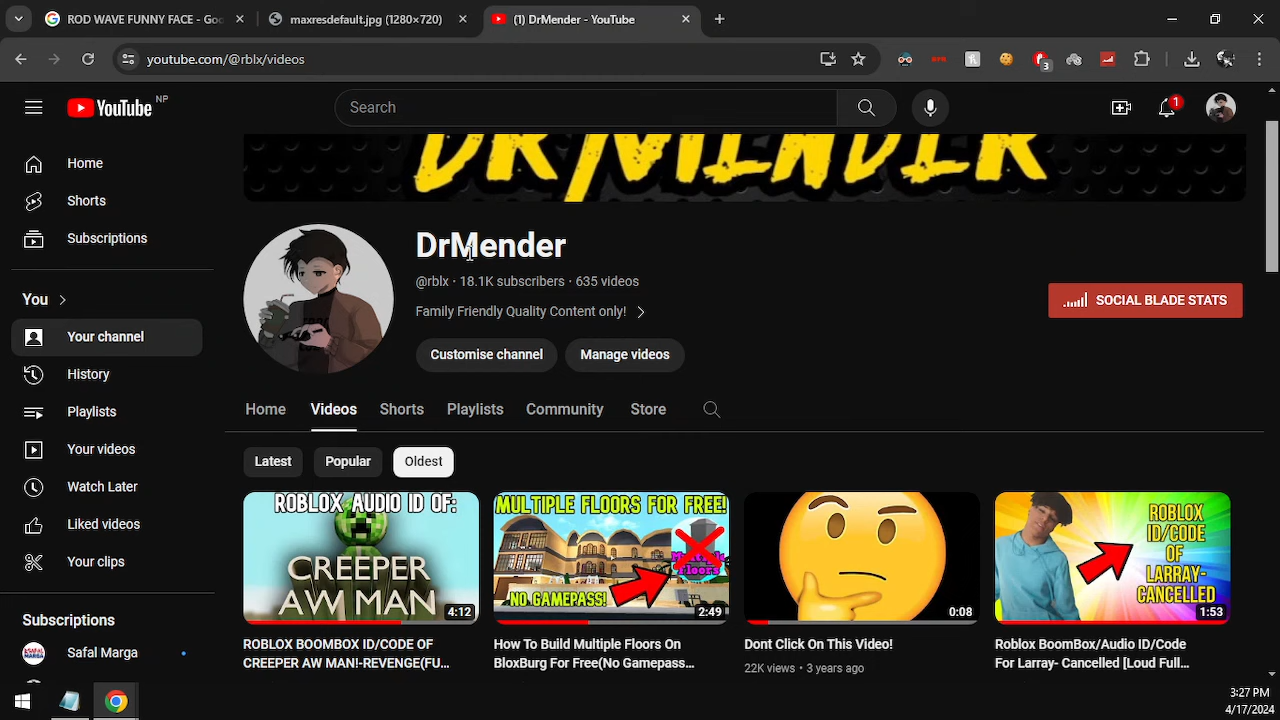 ROD WAVE FUNNY FACE - Goo
maxresdefault.jpg (1280×720)
(1) DrMender - YouTube
youtube.com/@rblx/videos
3
YouTube NP
Search
1
DRMENDER
Home
Shorts
Subscriptions
You
Your channel
History
Playlists
Your videos
Watch Later
Liked videos
Your clips
Subscriptions
Safal Marga
DrMender
@rblx · 18.1K subscribers · 635 videos
Family Friendly Quality Content only!
Customise channel
Manage videos
SOCIAL BLADE STATS
Home
Videos
Shorts
Playlists
Community
Store
Latest
Popular
Oldest
ROBLOX AUDIO ID OF:
CREEPER
AW MAN
4:12
ROBLOX BOOMBOX ID/CODE OF
CREEPER AW MAN!-REVENGE(FU...
MULTIPLE FLOORS FOR FREE!
Multiple
Floors
NO GAMEPASS!
2:49
How To Build Multiple Floors On
BloxBurg For Free(No Gamepass...
0:08
Dont Click On This Video!
22K views · 3 years ago
ROBLOX
ID/CODE
OF
LARRAY-
CANCELLED
1:53
Roblox BoomBox/Audio ID/Code
For Larray- Cancelled [Loud Full...
3:27 PM
4/17/2024